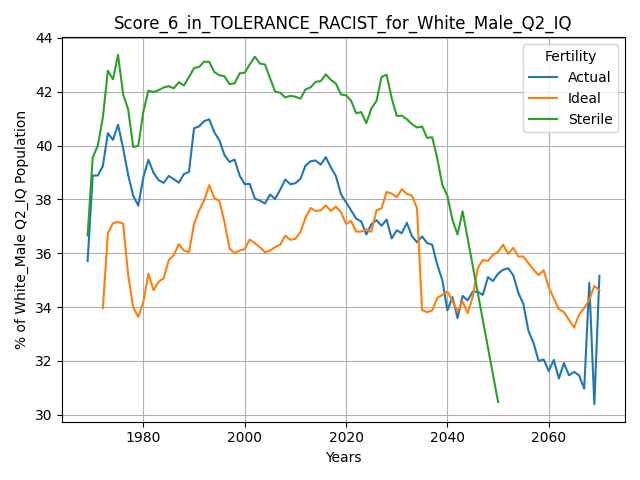 Score_6_in_TOLERANCE_RACIST_for_White_Male_Q2_IQ
% of White_Male Q2_IQ Population
44
42
40
38
36
34
32
30
Fertility
Actual
Ideal
Sterile
1980
2000
2020
2040
2060
Years